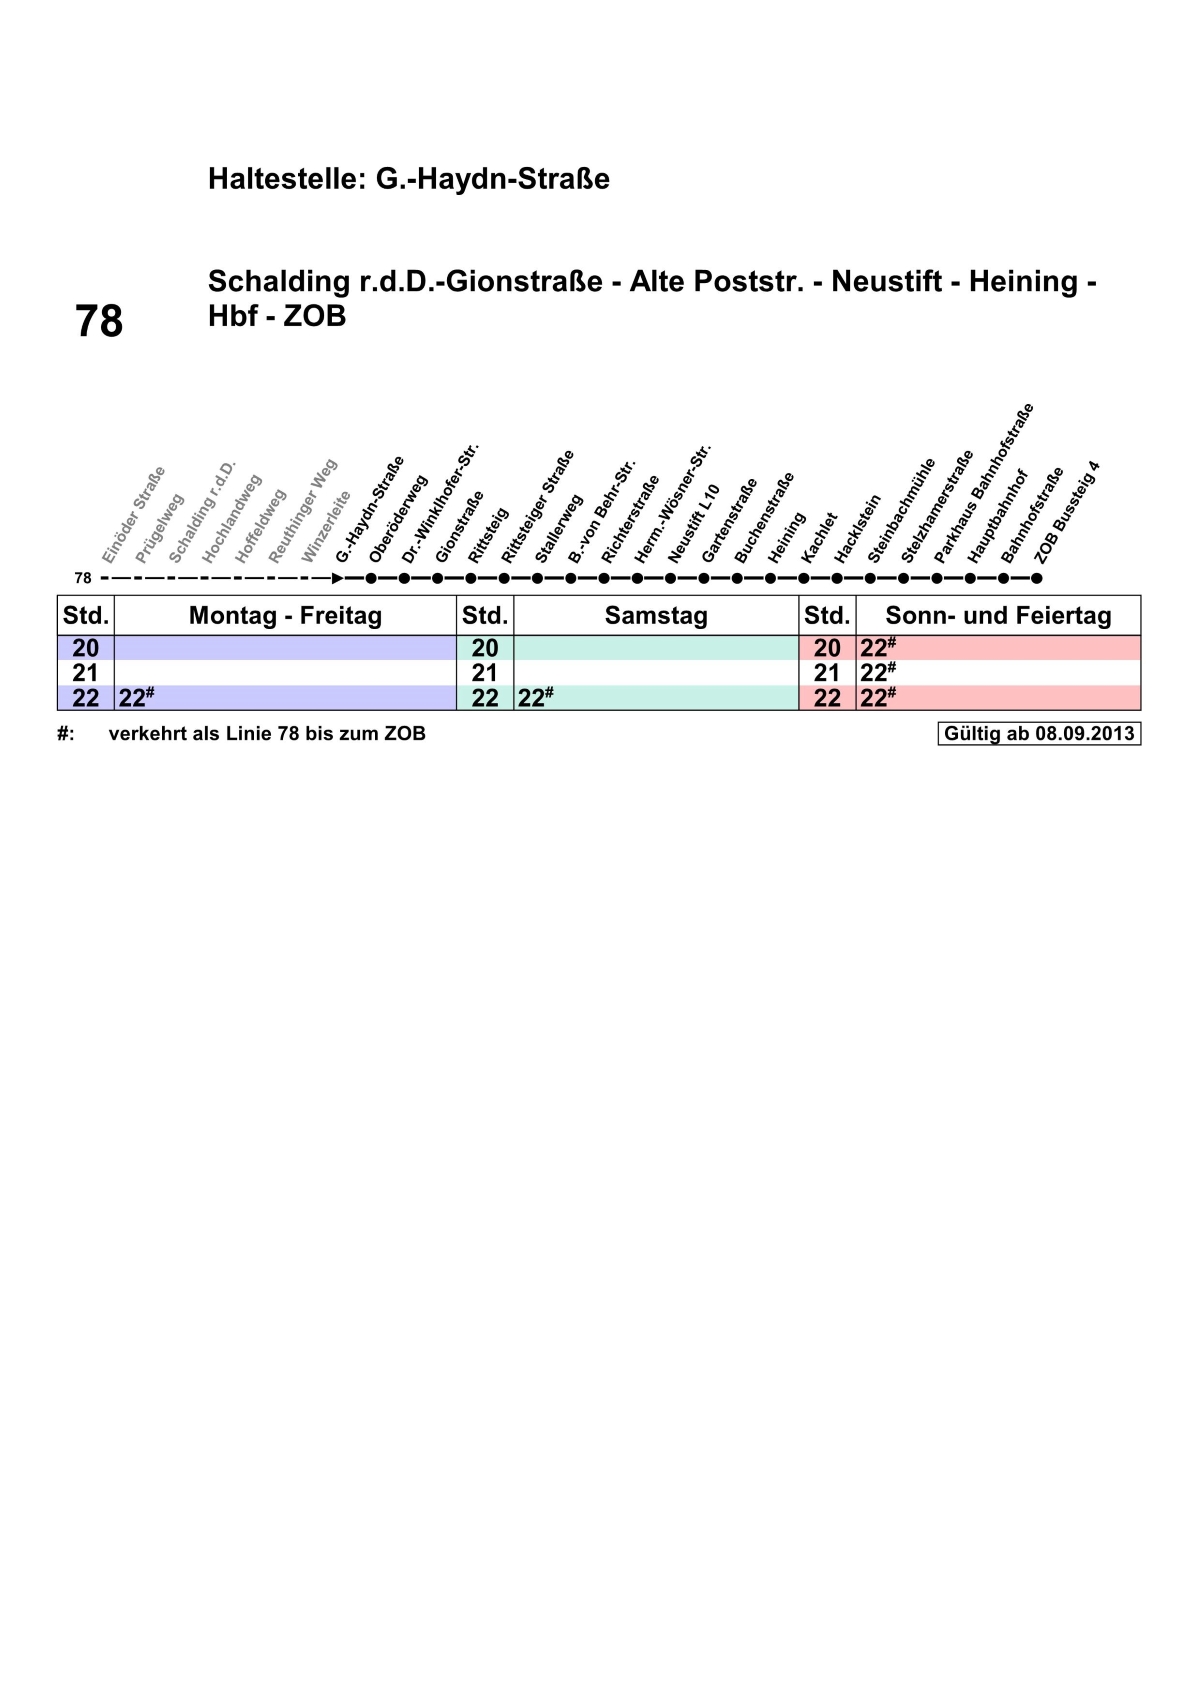 Haltestelle: G.-Haydn-Straße
Schalding r.d.D.-Gionstraße - Alte Poststr. - Neustift - Heining -
78
Hbf - ZOB
Einöder Straße
Prügelweg
Schalding r.d.D.
Hochlandweg
Hoffeldweg
Reuthinger Weg
Winzerleite
G.-Haydn-Straße
Oberöderweg
Dr.-Winklhofer-Str.
Gionstraße
Rittsteig
Rittsteiger Straße
Stallerweg
B.-von Behr-Str.
Richterstraße
Herm.-Wösner-Str.
Neustift L10
Gartenstraße
Buchenstraße
Heining
Kachlet
Hacklstein
Steinbachmühle
Stelzhamerstraße
Parkhaus Bahnhofstraße
Hauptbahnhof
Bahnhofstraße
ZOB Bussteig 4
78
Std. Montag - Freitag Std. Samstag Std. Sonn- und Feiertag
20 20 20 22#
21 21 21 22#
22 22# 22 22# 22 22#
#: verkehrt als Linie 78 bis zum ZOB Gültig ab 08.09.2013